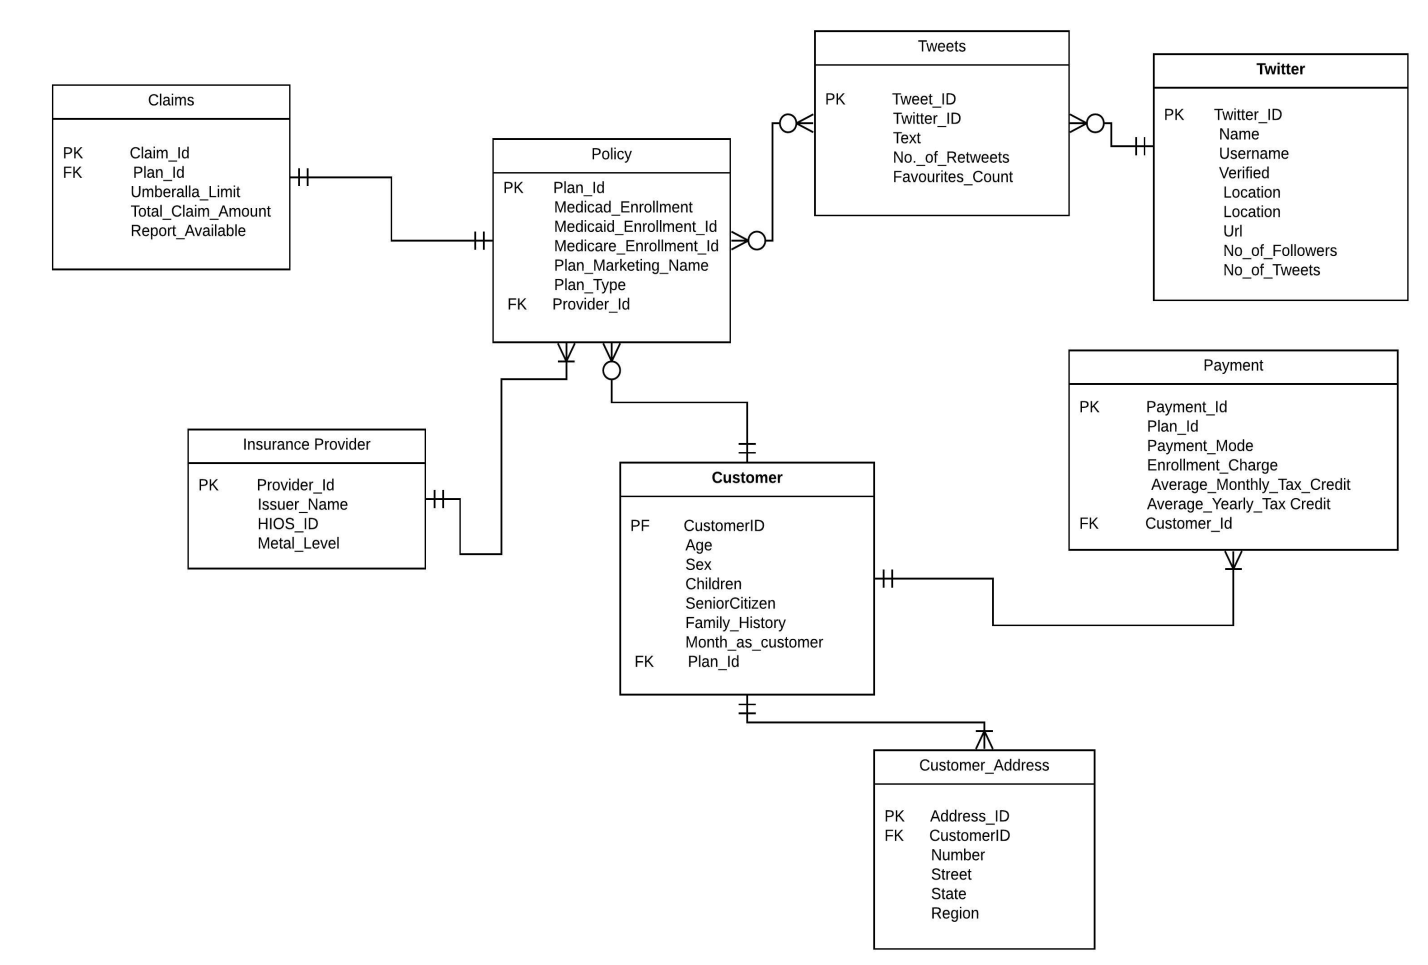 Claims
PK Claim_Id
FK Plan_Id
Umberalla_Limit
Total_Claim_Amount
Report_Available
Policy
PK Plan_Id
Medicad_Enrollment
Medicaid_Enrollment_Id
Medicare_Enrollment_Id
Plan_Marketing_Name
Plan_Type
FK Provider_Id
Tweets
PK Tweet_ID
Twitter_ID
Text
No._of_Retweets
Favourites_Count
Twitter
PK Twitter_ID
Name
Username
Verified
Location
Location
Url
No_of_Followers
No_of_Tweets
Insurance Provider
PK Provider_Id
Issuer_Name
HIOS_ID
Metal_Level
Customer
PF CustomerID
Age
Sex
Children
SeniorCitizen
Family_History
Month_as_customer
FK Plan_Id
Payment
PK Payment_Id
Plan_Id
Payment_Mode
Enrollment_Charge
Average_Monthly_Tax_Credit
Average_Yearly_Tax Credit
FK Customer_Id
Customer_Address
PK Address_ID
FK CustomerID
Number
Street
State
Region